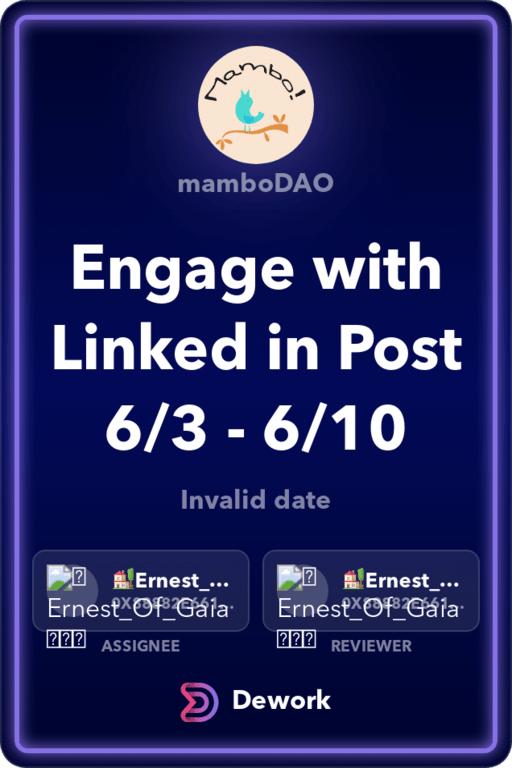 Mambo!
mamboDAO
Engage with
Linked in Post
6/3 - 6/10
Invalid date
🏡Ernest_...
Ernest_Of_Gaia
ASSIGNEE
🏡Ernest_...
Ernest_Of_Gaia
REVIEWER
Dework